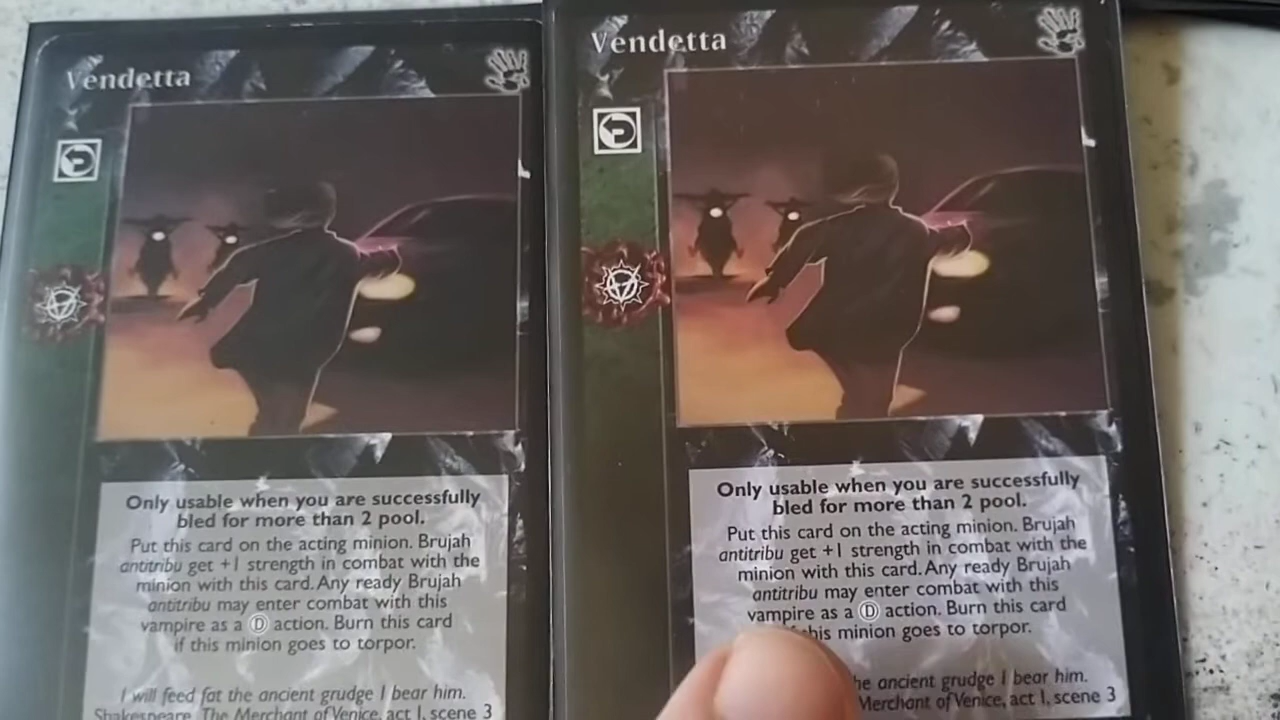 Vendetta
Only usable when you are successfully
bled for more than 2 pool.
Put this card on the acting minion. Brujah
antitribu get +1 strength in combat with the
minion with this card. Any ready Brujah
antitribu may enter combat with this
vampire as a D action. Burn this card
if this minion goes to torpor.
I will feed fat the ancient grudge I bear him.
Shakespeare, The Merchant of Venice, act I, scene 3
Vendetta
Only usable when you are successfully
bled for more than 2 pool.
Put this card on the acting minion. Brujah
antitribu get +1 strength in combat with the
minion with this card. Any ready Brujah
antitribu may enter combat with this
vampire as a D action. Burn this card
this minion goes to torpor.
ancient grudge I bear him.
Merchant of Venice, act I, scene 3